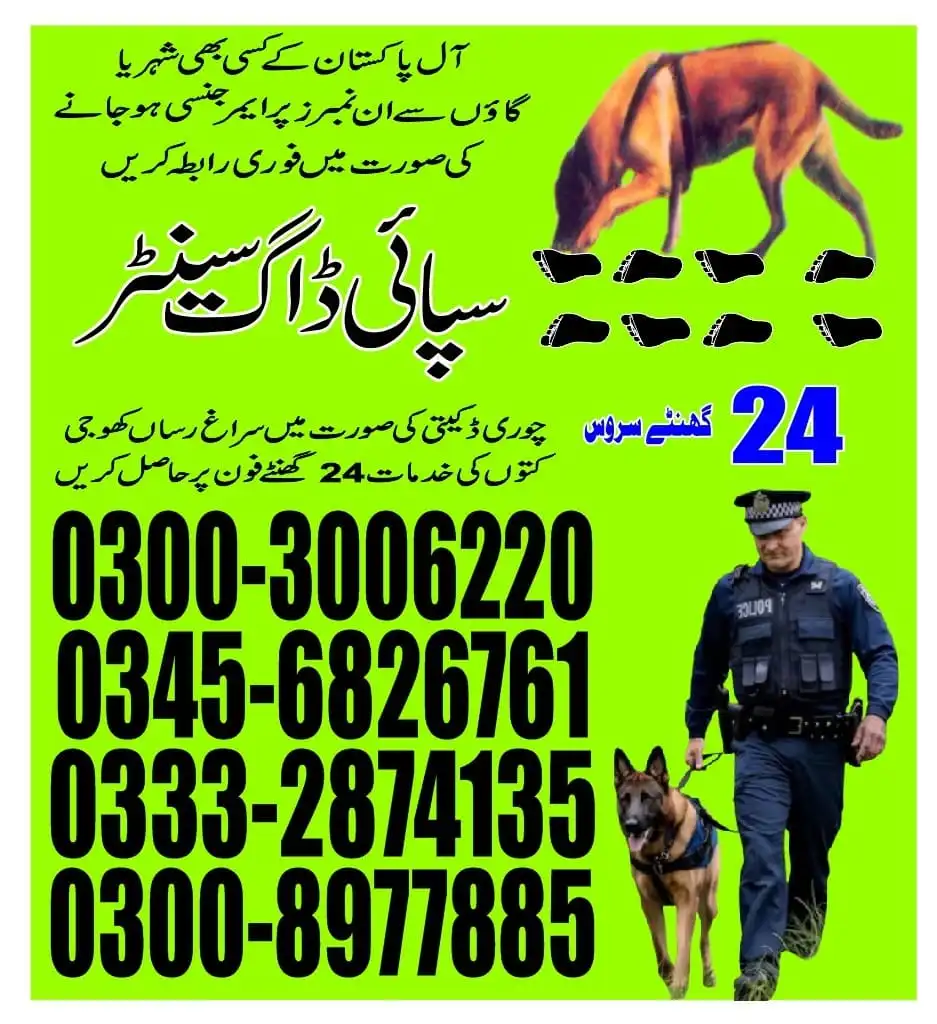 آل پاکستان کے کسی بھی شہر یا
گاؤں سے ان نمبرز پر ایمرجنسی ہوجانے
کی صورت میں فوری رابطہ کریں
سپائی ڈاگ سینٹر
24 گھنٹے سروس
چوری ڈکیتی کی صورت میں سراغ رساں کھوجی
کتوں کی خدمات 24 گھنٹے فون پر حاصل کریں
0300-3006220
0345-6826761
0333-2874135
0300-8977885
POLICE